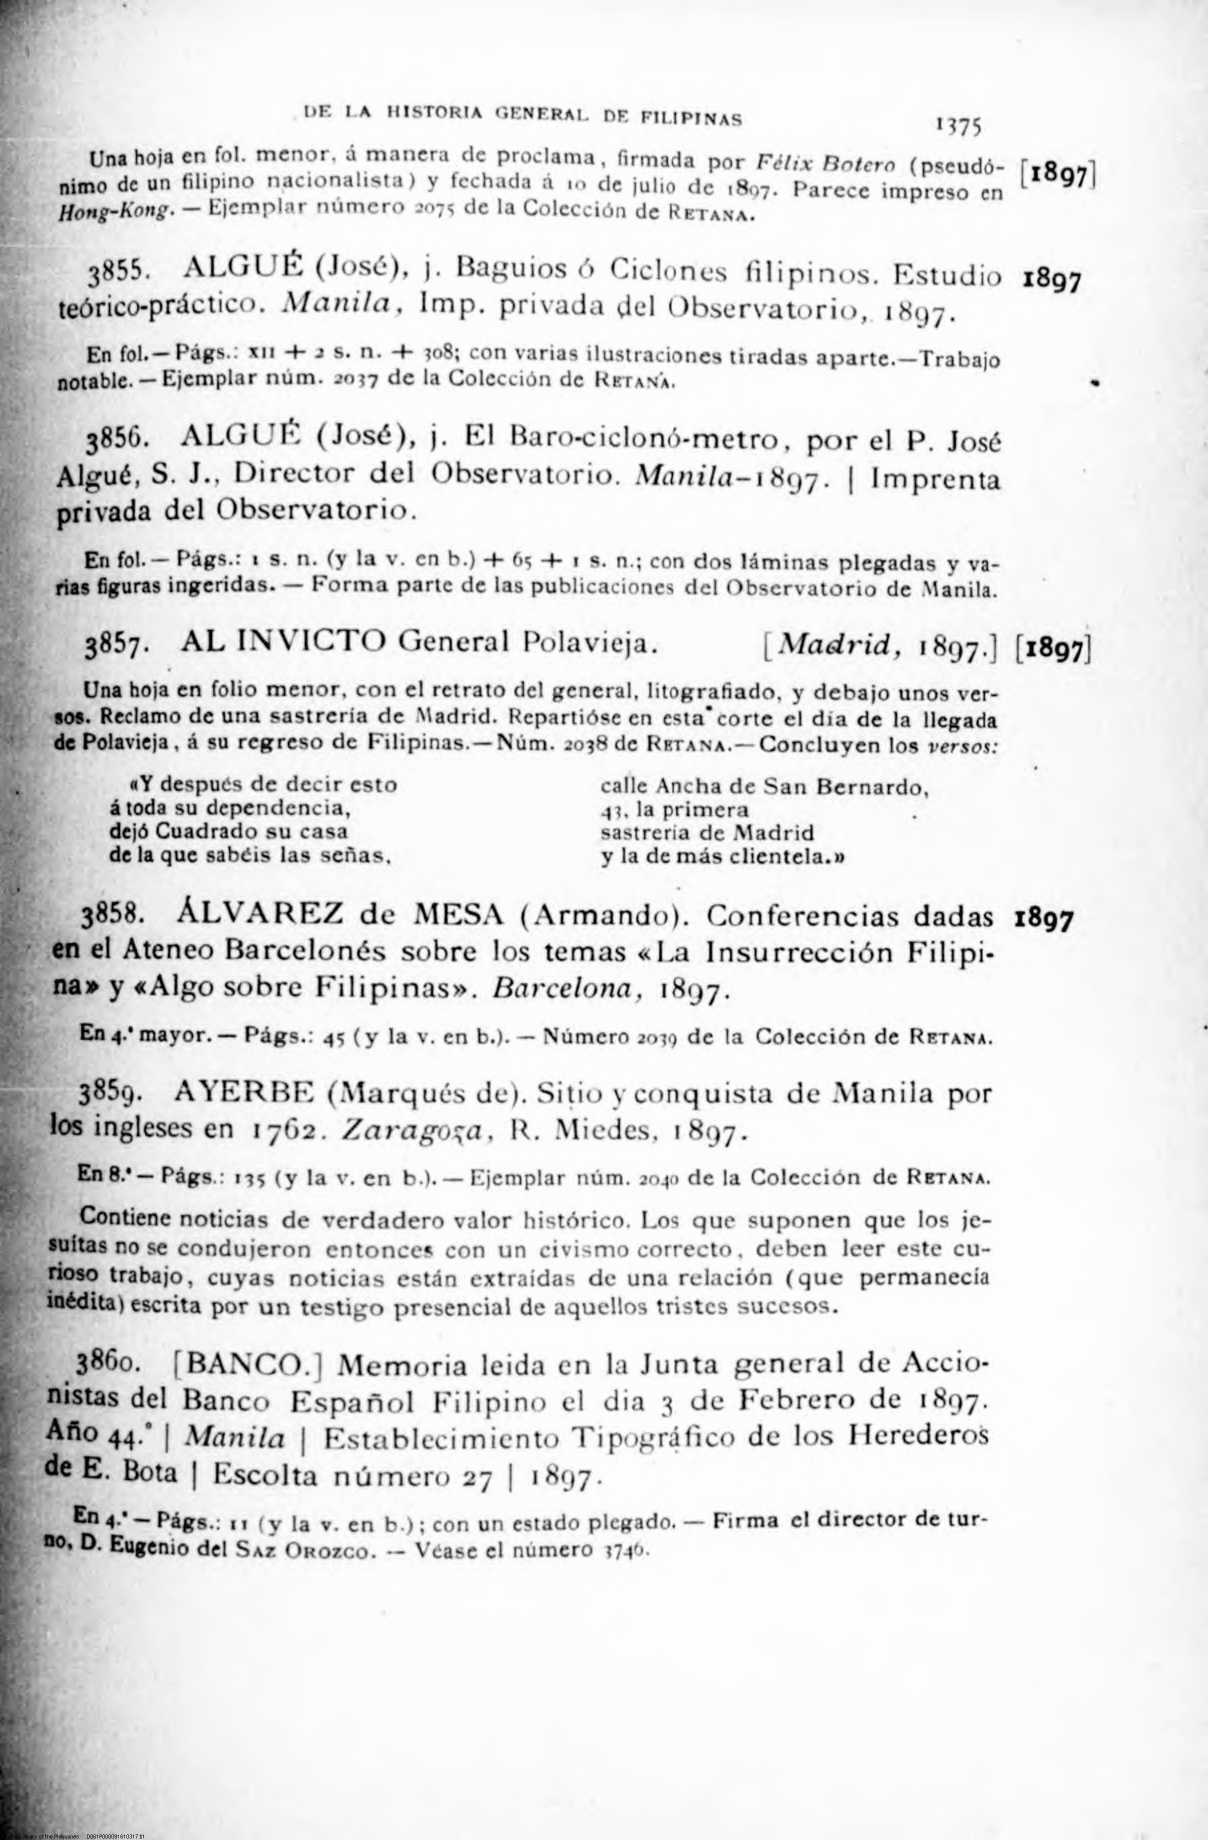 DE LA HISTORIA GENERAL DE FILIPINAS
1375
Una hoja en fol. menor, á manera de proclama, firmada por Félix Botero (pseudó- [1897]
nimo de un filipino nacionalista) y fechada á 10 de julio de 1897. Parece impreso en
Hong-Kong. — Ejemplar número 2075 de la Colección de RETANA.
3855. ALGUÉ (José), j. Baguios ó Ciclones filipinos. Estudio 1897
teórico-práctico. Manila, Imp. privada del Observatorio, 1897.
En fol. — Págs.: XII + 2 s. n. + 308; con varias ilustraciones tiradas aparte.—Trabajo
notable. — Ejemplar núm. 2037 de la Colección de RETANA.
3856. ALGUÉ (José), j. El Baro-ciclonó-metro, por el P. José
Algué, S. J., Director del Observatorio. Manila-1897. | Imprenta
privada del Observatorio.
En fol. — Págs.: 1 s. n. (y la v. en b.) + 65 + 1 s. n.; con dos láminas plegadas y va-
rias figuras ingeridas. — Forma parte de las publicaciones del Observatorio de Manila.
3857. AL INVICTO General Polavieja. [Madrid, 1897.] [1897]
Una hoja en folio menor, con el retrato del general, litografiado, y debajo unos ver-
sos. Reclamo de una sastrería de Madrid. Repartióse en esta corte el día de la llegada
de Polavieja, á su regreso de Filipinas.—Núm. 2038 de RETANA.—Concluyen los versos:
«Y después de decir esto
á toda su dependencia,
dejó Cuadrado su casa
de la que sabéis las señas,
calle Ancha de San Bernardo,
43, la primera
sastrería de Madrid
y la de más clientela.»
3858. ÁLVAREZ de MESA (Armando). Conferencias dadas 1897
en el Ateneo Barcelonés sobre los temas «La Insurrección Filipi-
na» y «Algo sobre Filipinas». Barcelona, 1897.
En 4.º mayor. — Págs.: 45 (y la v. en b.). — Número 2039 de la Colección de RETANA.
3859. AYERBE (Marqués de). Sitio y conquista de Manila por
los ingleses en 1762. Zaragoza, R. Miedes, 1897.
En 8.º — Págs.: 135 (y la v. en b.). — Ejemplar núm. 2040 de la Colección de RETANA.
Contiene noticias de verdadero valor histórico. Los que suponen que los je-
suítas no se condujeron entonces con un civismo correcto, deben leer este cu-
rioso trabajo, cuyas noticias están extraídas de una relación (que permanecía
inédita) escrita por un testigo presencial de aquellos tristes sucesos.
3860. [BANCO.] Memoria leida en la Junta general de Accio-
nistas del Banco Español Filipino el dia 3 de Febrero de 1897.
Año 44.º | Manila | Establecimiento Tipográfico de los Herederos
de E. Bota | Escolta número 27 | 1897.
En 4.º — Págs.: 11 (y la v. en b.); con un estado plegado. — Firma el director de tur-
no, D. Eugenio del SAZ OROZCO. — Véase el número 3746.